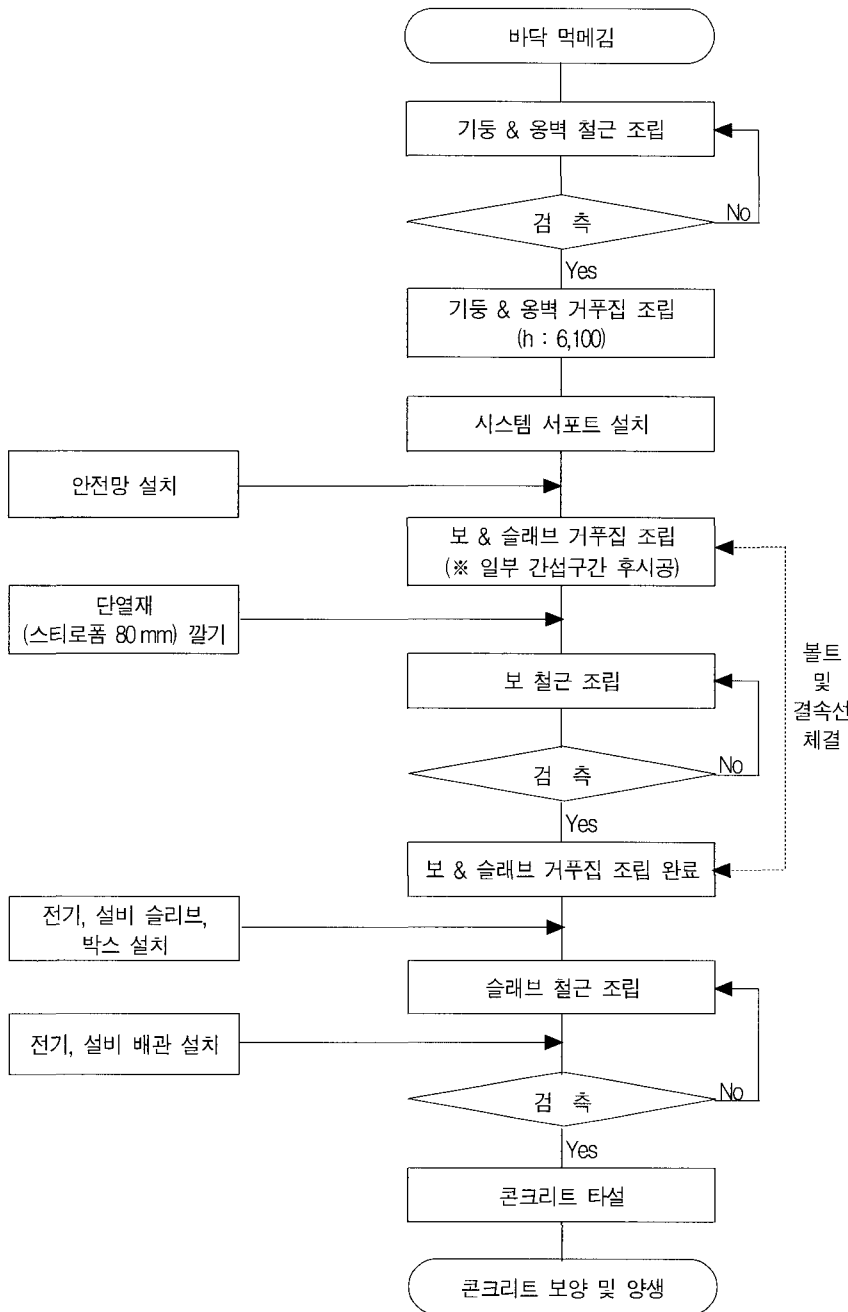 바닥 먹메김
기둥 & 옹벽 철근 조립
검 측
No
Yes
기둥 & 옹벽 거푸집 조립
(h : 6,100)
시스템 서포트 설치
안전망 설치
보 & 슬래브 거푸집 조립
(※ 일부 간섭구간 후시공)
단열재
(스티로폼 80 mm) 깔기
보 철근 조립
볼트
및
결속선
체결
검 측
No
Yes
보 & 슬래브 거푸집 조립 완료
전기, 설비 슬리브,
박스 설치
슬래브 철근 조립
전기, 설비 배관 설치
검 측
No
Yes
콘크리트 타설
콘크리트 보양 및 양생